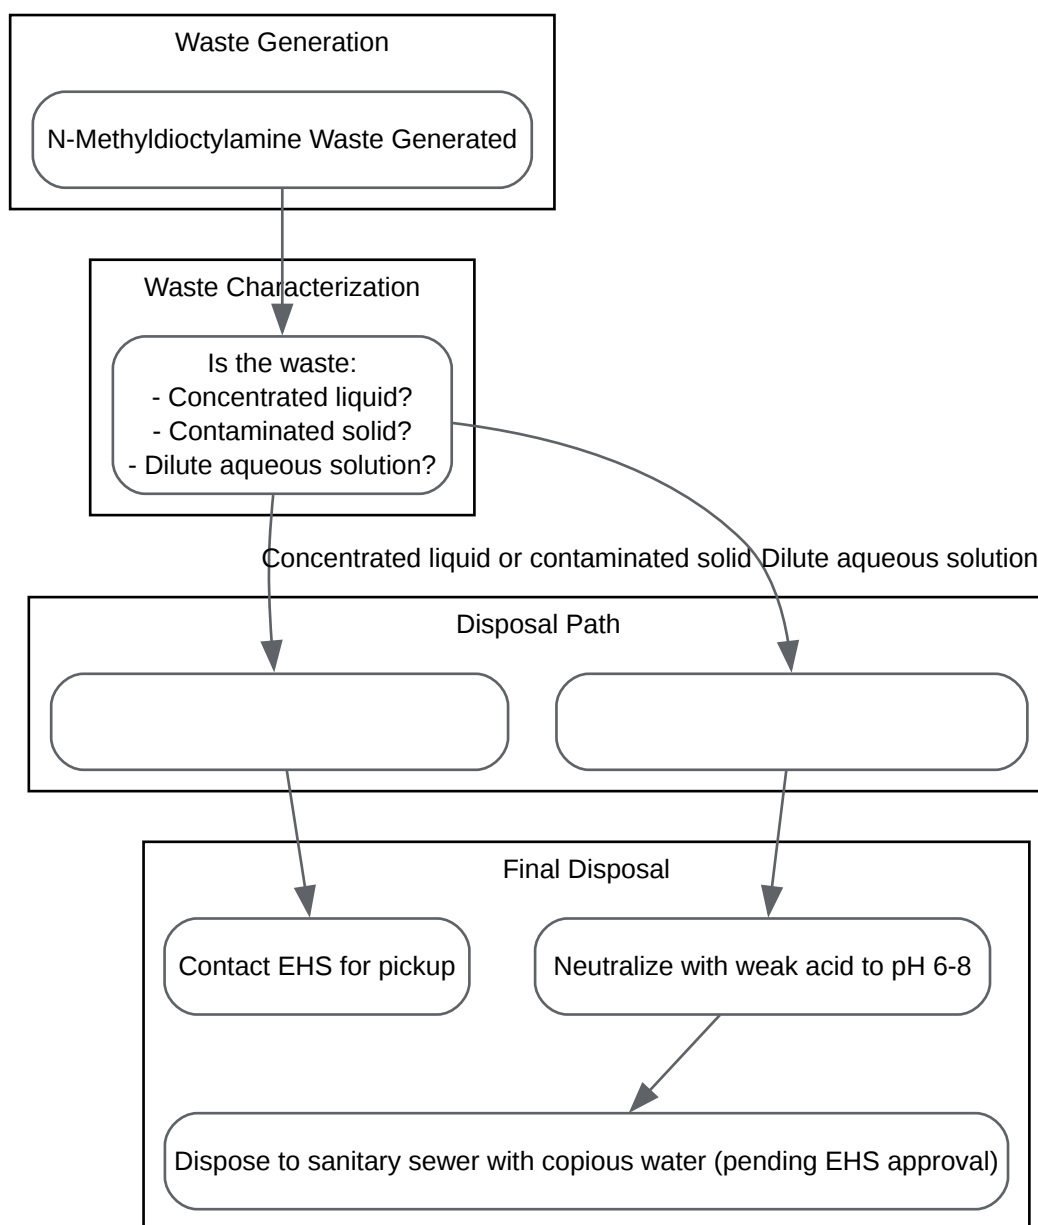 Waste Generation
N-Methyldioctylamine Waste Generated
Waste Characterization
Is the waste:
- Concentrated liquid?
- Contaminated solid?
- Dilute aqueous solution?
Concentrated liquid or contaminated solid
Dilute aqueous solution
Disposal Path
Final Disposal
Contact EHS for pickup
Neutralize with weak acid to pH 6-8
Dispose to sanitary sewer with copious water (pending EHS approval)